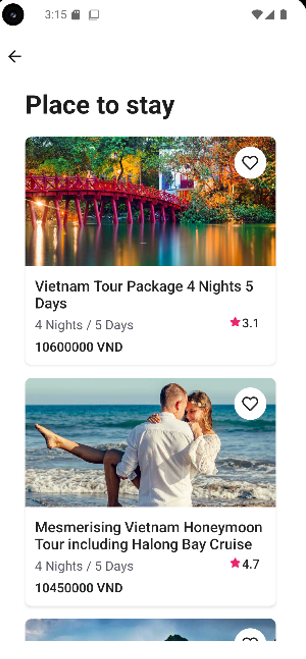 3:15
Place to stay
Vietnam Tour Package 4 Nights 5
Days
4 Nights / 5 Days
3.1
10600000 VND
Mesmerising Vietnam Honeymoon
Tour including Halong Bay Cruise
4 Nights / 5 Days
4.7
10450000 VND